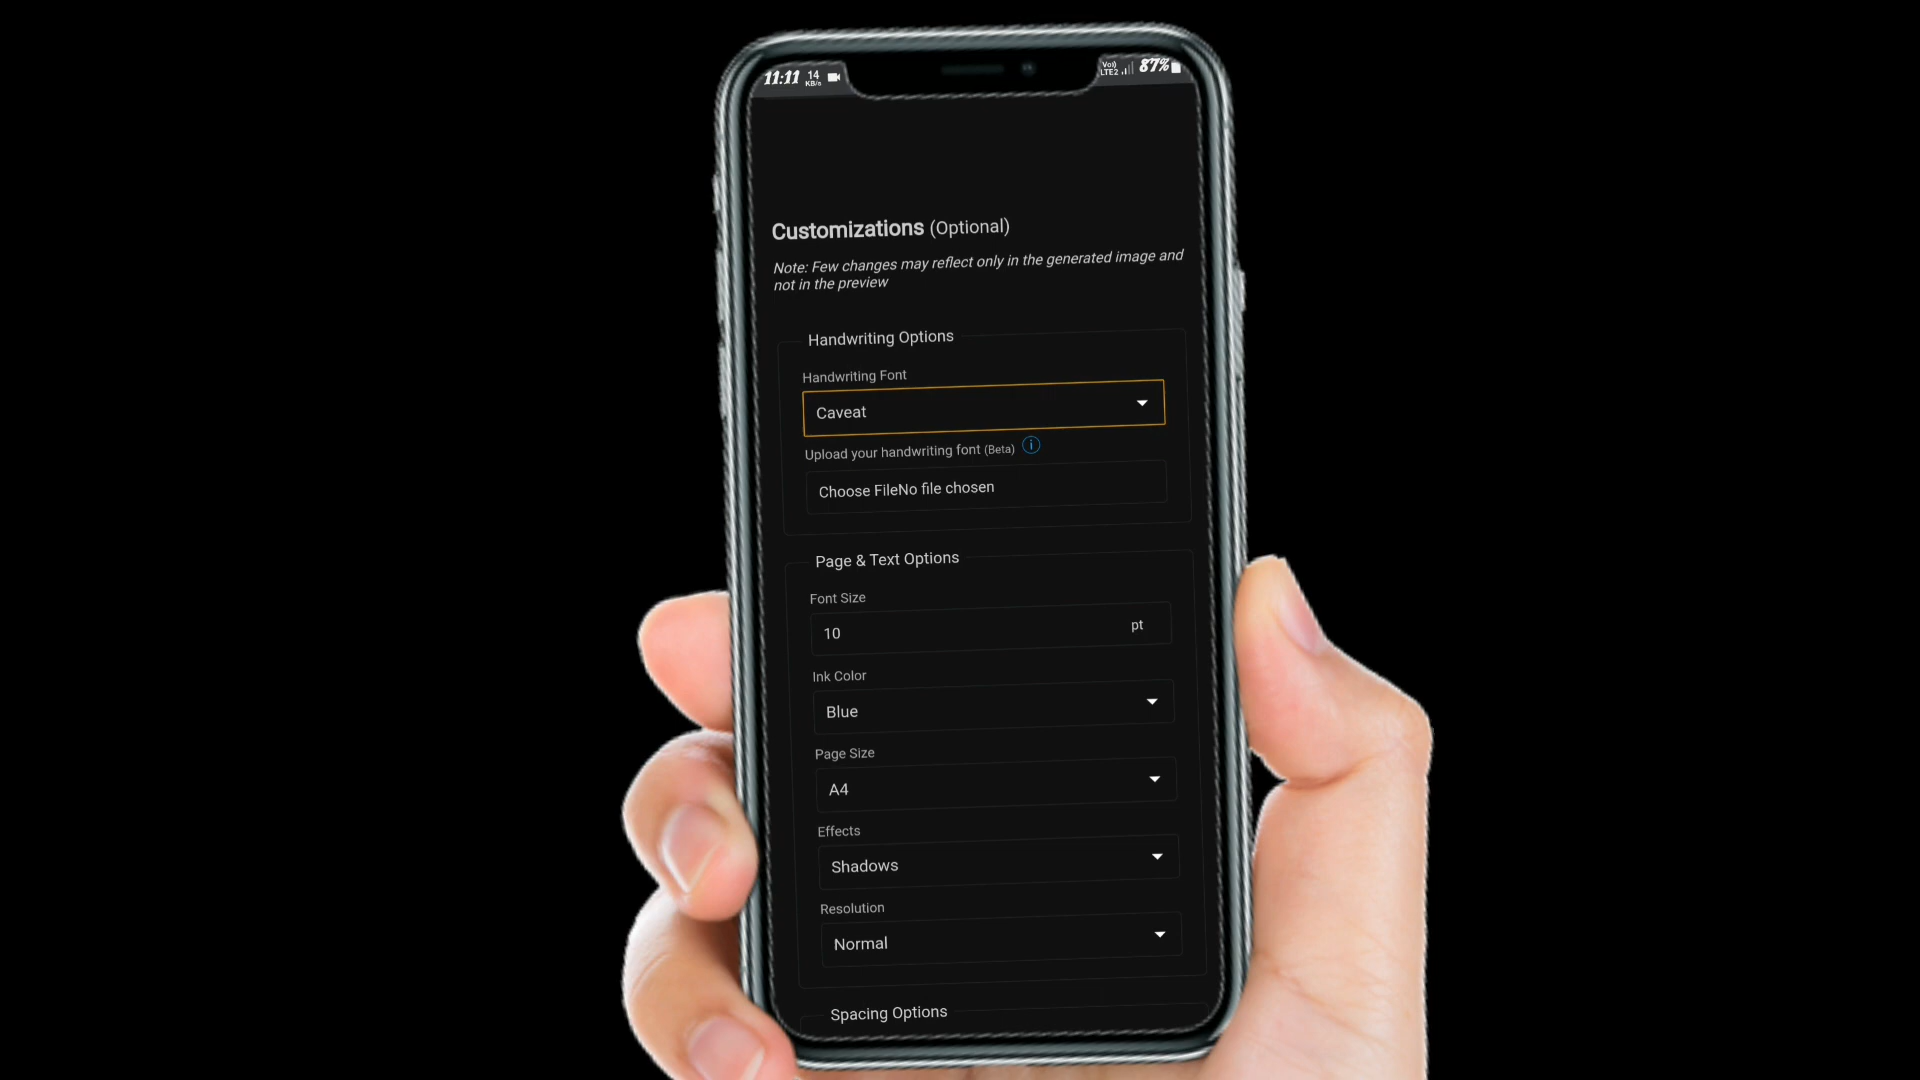 11:11 14 KB/s Vo)) LTE2 87%
Customizations (Optional)
Note: Few changes may reflect only in the generated image and
not in the preview
Handwriting Options
Handwriting Font
Caveat
Upload your handwriting font (Beta) i
Choose FileNo file chosen
Page & Text Options
Font Size
10 pt
Ink Color
Blue
Page Size
A4
Effects
Shadows
Resolution
Normal
Spacing Options